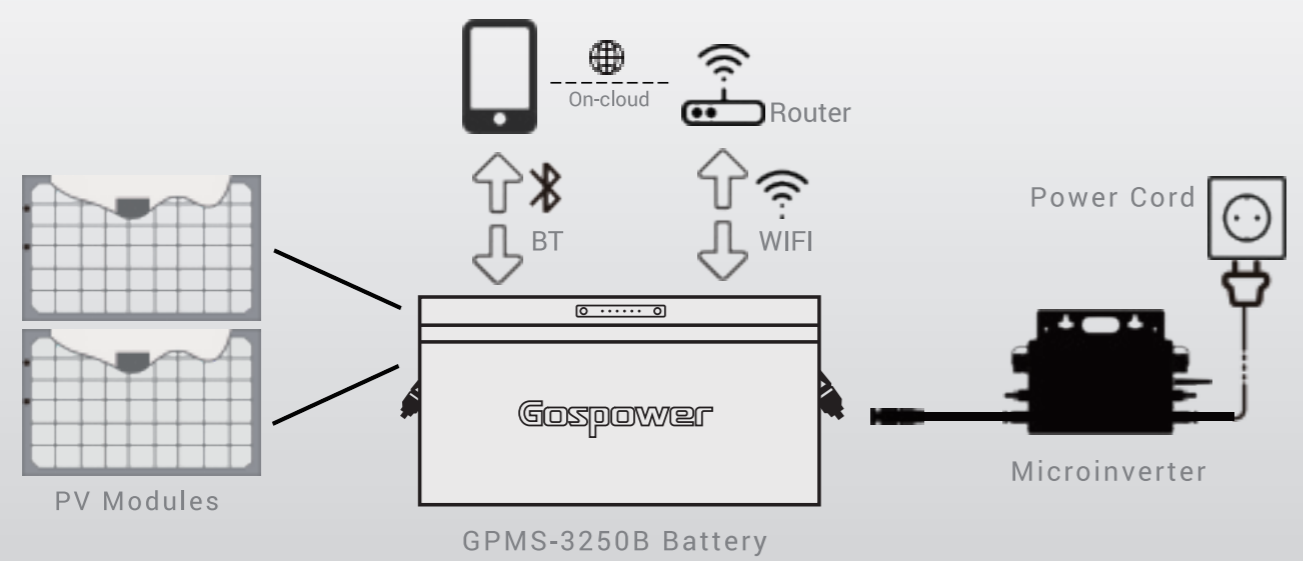 On-cloud
Router
BT
WIFI
Power Cord
Gospower
Microinverter
PV Modules
GPMS-3250B Battery